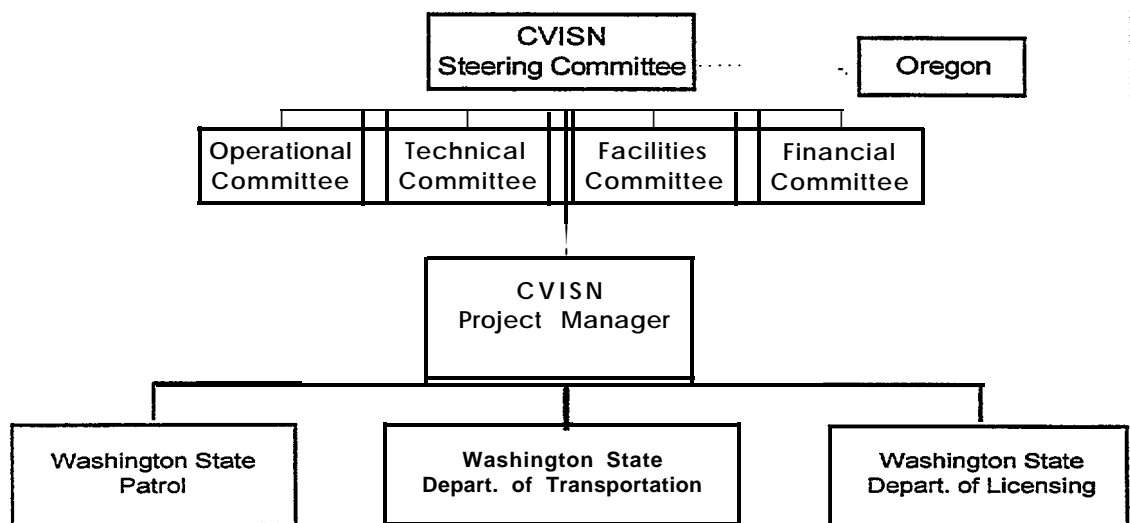 CVISN
Steering Committee
Oregon
Operational
Committee
Technical
Committee
Facilities
Committee
Financial
Committee
CVISN
Project Manager
Washington State
Patrol
Washington State
Depart. of Transportation
Washington State
Depart. of Licensing